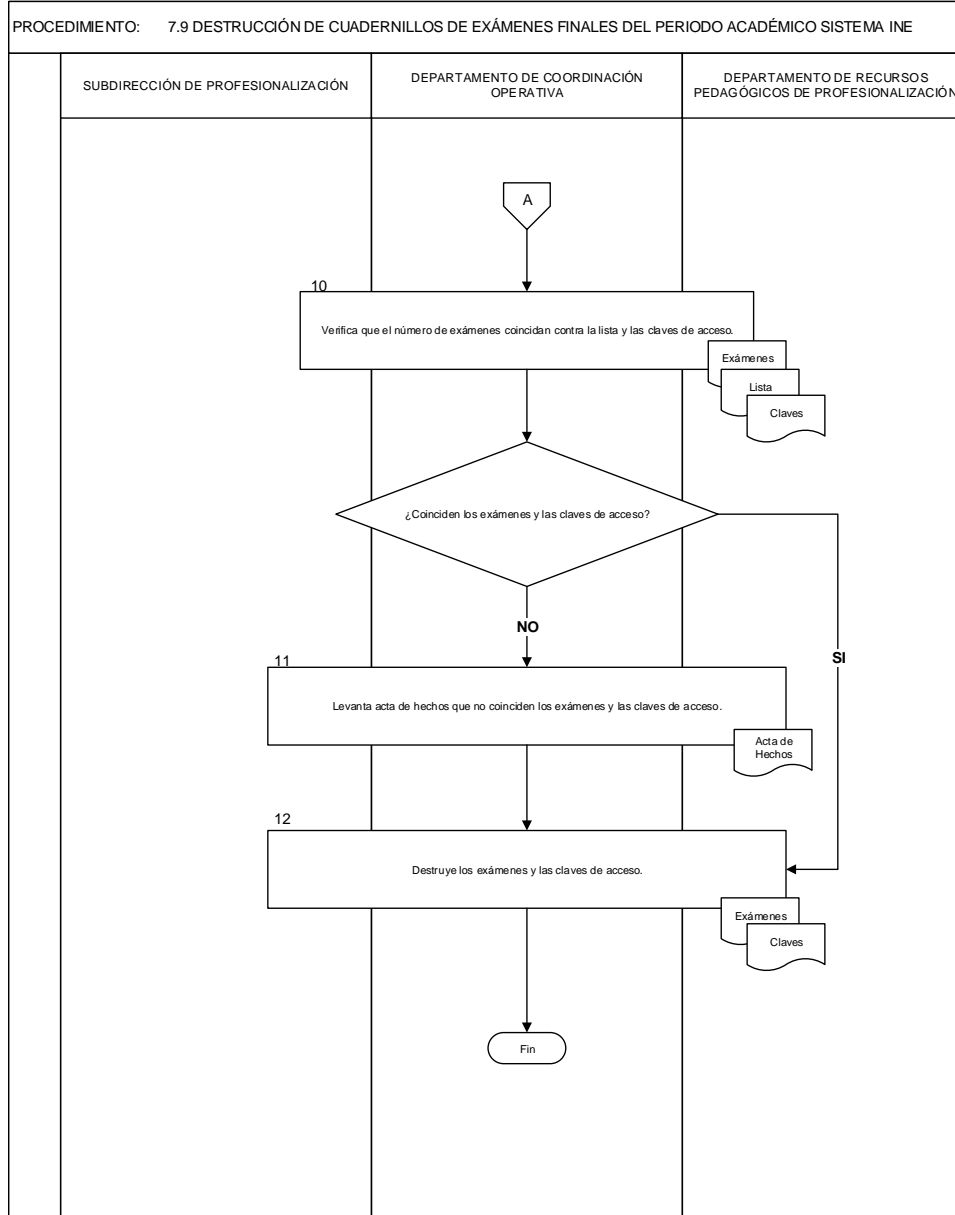 PROCEDIMIENTO: 7.9 DESTRUCCIÓN DE CUADERNILLOS DE EXÁMENES FINALES DEL PERIODO ACADÉMICO SISTEMA INE
SUBDIRECCIÓN DE PROFESIONALIZACIÓN
DEPARTAMENTO DE COORDINACIÓN
OPERATIVA
DEPARTAMENTO DE RECURSOS
PEDAGÓGICOS DE PROFESIONALIZACIÓN
A
10
Verifica que el número de exámenes coincidan contra la lista y las claves de acceso.
Exámenes
Lista
Claves
¿Coinciden los exámenes y las claves de acceso?
NO
SI
11
Levanta acta de hechos que no coinciden los exámenes y las claves de acceso.
Acta de
Hechos
12
Destruye los exámenes y las claves de acceso.
Exámenes
Claves
Fin